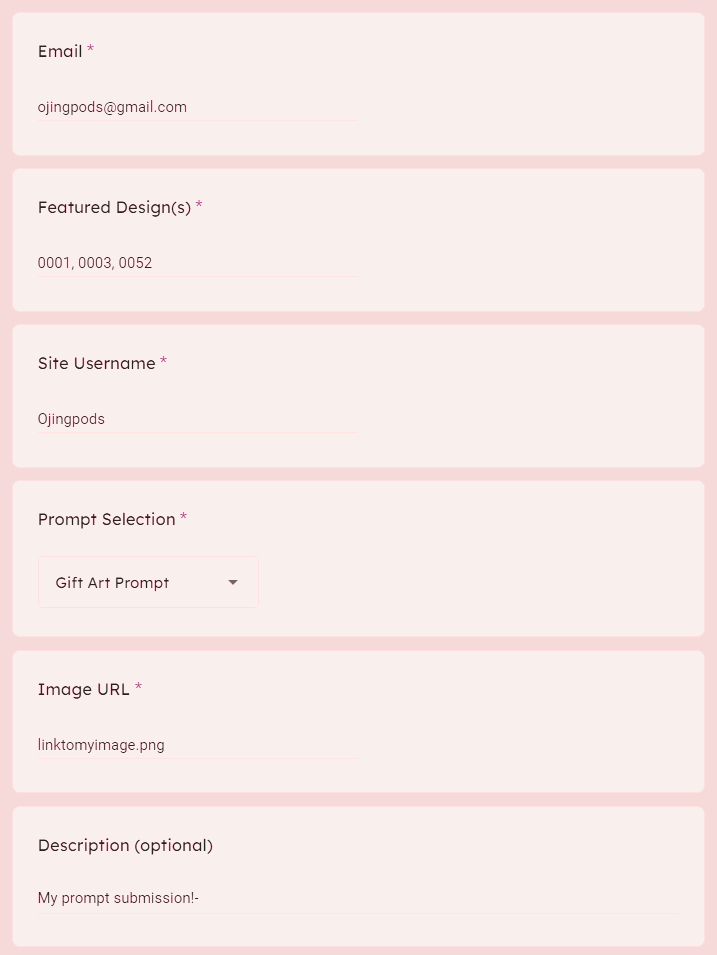 Email *
ojingpods@gmail.com
Featured Design(s) *
0001, 0003, 0052
Site Username *
Ojingpods
Prompt Selection *
Gift Art Prompt
Image URL *
linktomyimage.png
Description (optional)
My prompt submission!-